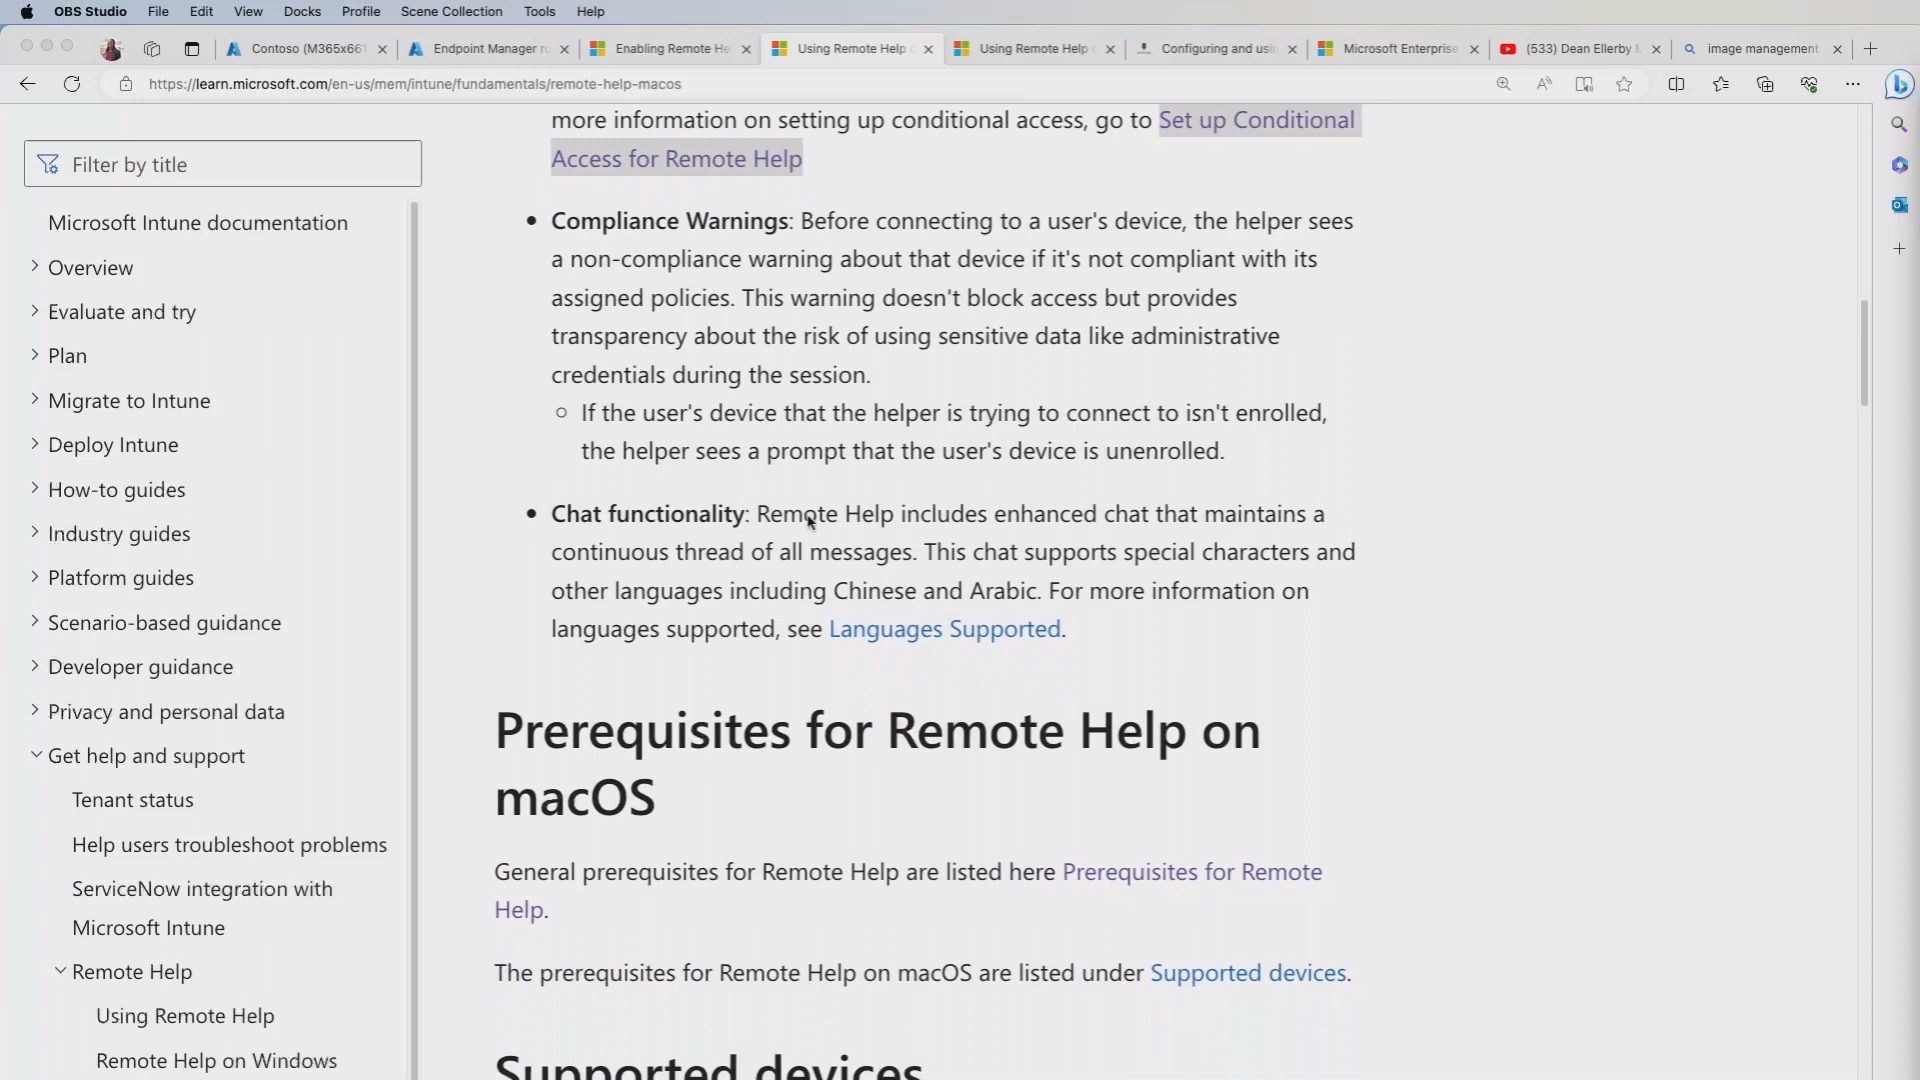 OBS Studio File Edit View Docks Profile Scene Collection Tools Help
Contoso (M365x661 Endpoint Manager ro Enabling Remote He Using Remote Help o Using Remote Help o Configuring and usin Microsoft Enterprise (533) Dean Ellerby image management
https://learn.microsoft.com/en-us/mem/intune/fundamentals/remote-help-macos
Filter by title
Microsoft Intune documentation
Overview
Evaluate and try
Plan
Migrate to Intune
Deploy Intune
How-to guides
Industry guides
Platform guides
Scenario-based guidance
Developer guidance
Privacy and personal data
Get help and support
Tenant status
Help users troubleshoot problems
ServiceNow integration with
Microsoft Intune
Remote Help
Using Remote Help
Remote Help on Windows
more information on setting up conditional access, go to Set up Conditional
Access for Remote Help
Compliance Warnings: Before connecting to a user's device, the helper sees
a non-compliance warning about that device if it's not compliant with its
assigned policies. This warning doesn't block access but provides
transparency about the risk of using sensitive data like administrative
credentials during the session.
If the user's device that the helper is trying to connect to isn't enrolled,
the helper sees a prompt that the user's device is unenrolled.
Chat functionality: Remote Help includes enhanced chat that maintains a
continuous thread of all messages. This chat supports special characters and
other languages including Chinese and Arabic. For more information on
languages supported, see Languages Supported.
Prerequisites for Remote Help on
macOS
General prerequisites for Remote Help are listed here Prerequisites for Remote
Help.
The prerequisites for Remote Help on macOS are listed under Supported devices.
Supported devices